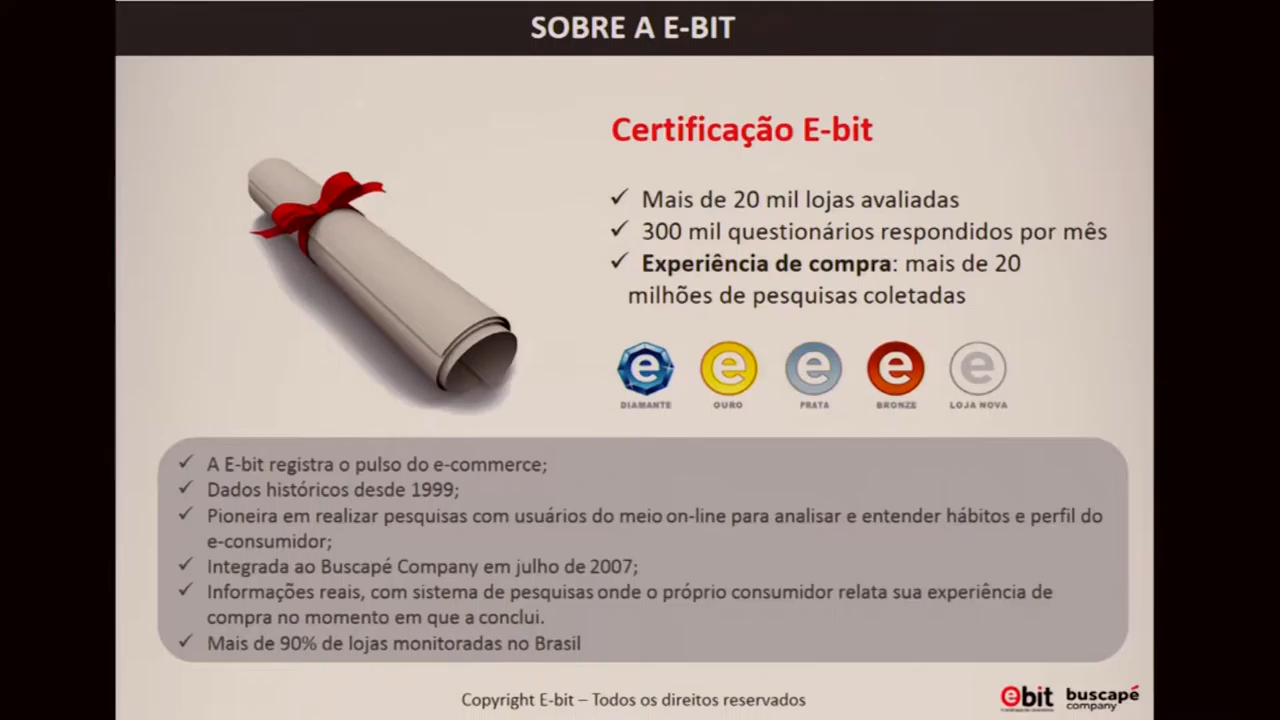 SOBRE A E-BIT
Certificação E-bit
✓ Mais de 20 mil lojas avaliadas
✓ 300 mil questionários respondidos por mês
✓ Experiência de compra: mais de 20
milhões de pesquisas coletadas
e e e e e
DIAMANTE OURO PRATA BRONZE LOJA NOVA
✓ A E-bit registra o pulso do e-commerce;
✓ Dados históricos desde 1999;
✓ Pioneira em realizar pesquisas com usuários do meio on-line para analisar e entender hábitos e perfil do
e-consumidor;
✓ Integrada ao Buscapé Company em julho de 2007;
✓ Informações reais, com sistema de pesquisas onde o próprio consumidor relata sua experiência de
compra no momento em que a conclui.
✓ Mais de 90% de lojas monitoradas no Brasil
Copyright E-bit – Todos os direitos reservados
ebit buscapé
company